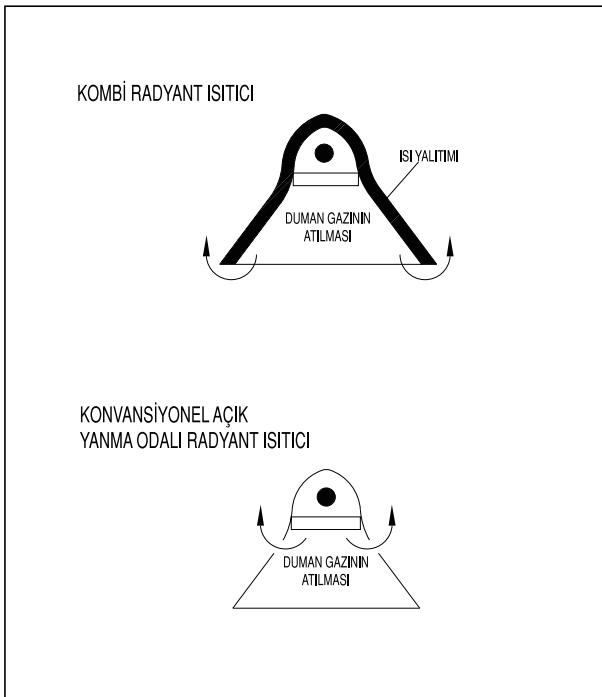 KOMBİ RADYANT ISITICI
ISI YALITIMI
DUMAN GAZININ
ATILMASI
KONVANSİYONEL AÇIK
YANMA ODALI RADYANT ISITICI
DUMAN GAZININ
ATILMASI